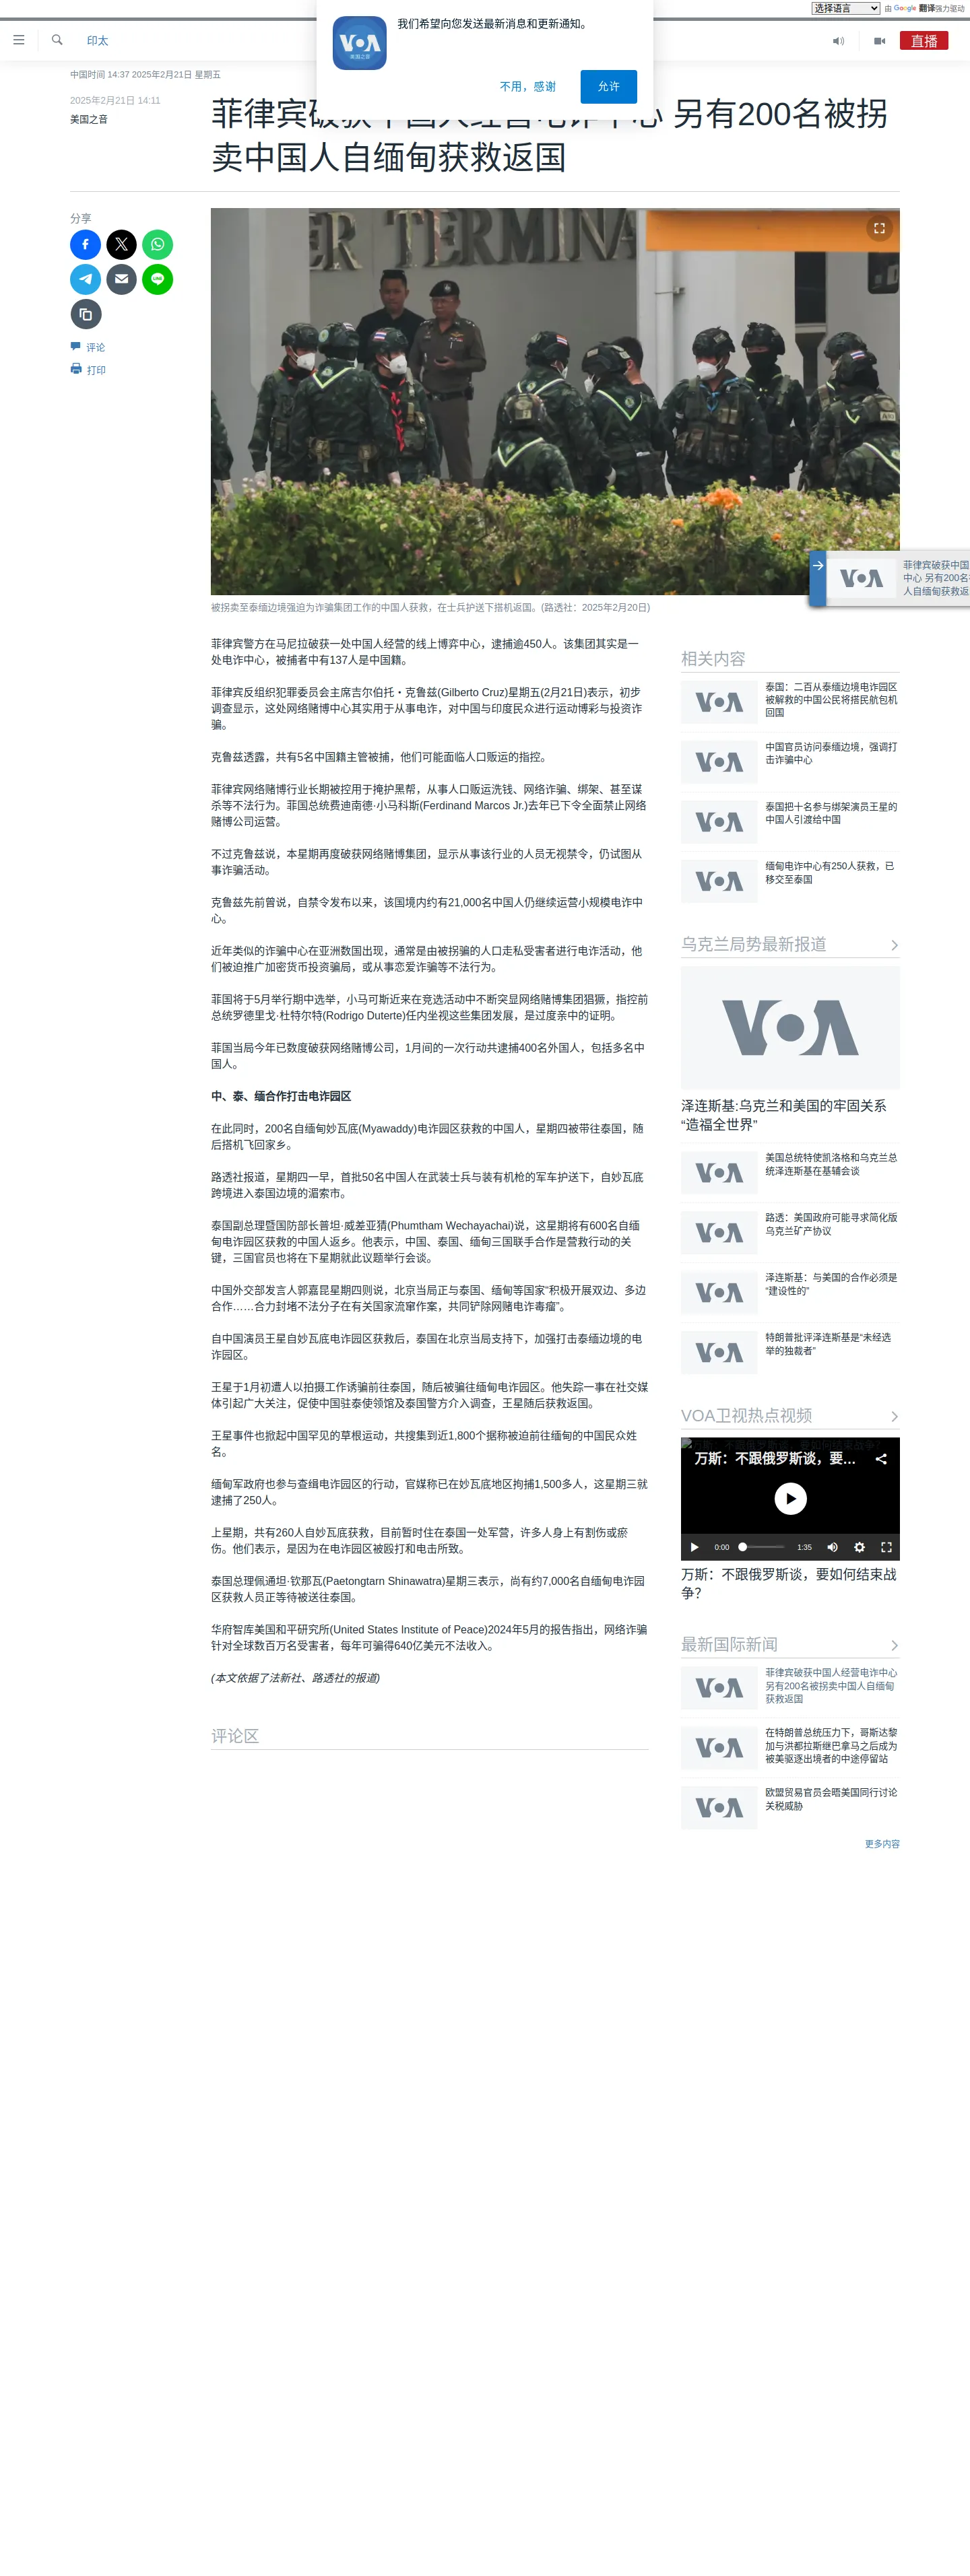 选择语言
由 Google 翻译强力驱动
我们希望向您发送最新消息和更新通知。
VOA
美国之音
不用，感谢
允许
印太
直播
中国时间 14:37 2025年2月21日 星期五
2025年2月21日 14:11
美国之音
另有200名被拐
卖中国人自缅甸获救返国
分享
LINE
评论
打印
ER TERMINAL
被拐卖至泰缅边境强迫为诈骗集团工作的中国人获救，在士兵护送下搭机返国。(路透社：2025年2月20日)
菲律宾破获中国
中心 另有200名
人自缅甸获救返
菲律宾警方在马尼拉破获一处中国人经营的线上博弈中心，逮捕逾450人。该集团其实是一
处电诈中心，被捕者中有137人是中国籍。
菲律宾反组织犯罪委员会主席吉尔伯托・克鲁兹(Gilberto Cruz)星期五(2月21日)表示，初步
调查显示，这处网络赌博中心其实用于从事电诈，对中国与印度民众进行运动博彩与投资诈
骗。
克鲁兹透露，共有5名中国籍主管被捕，他们可能面临人口贩运的指控。
菲律宾网络赌博行业长期被控用于掩护黑帮，从事人口贩运洗钱、网络诈骗、绑架、甚至谋
杀等不法行为。菲国总统费迪南德·小马科斯(Ferdinand Marcos Jr.)去年已下令全面禁止网络
赌博公司运营。
不过克鲁兹说，本星期再度破获网络赌博集团，显示从事该行业的人员无视禁令，仍试图从
事诈骗活动。
克鲁兹先前曾说，自禁令发布以来，该国境内约有21,000名中国人仍继续运营小规模电诈中
心。
近年类似的诈骗中心在亚洲数国出现，通常是由被拐骗的人口走私受害者进行电诈活动，他
们被迫推广加密货币投资骗局，或从事恋爱诈骗等不法行为。
菲国将于5月举行期中选举，小马可斯近来在竞选活动中不断突显网络赌博集团猖獗，指控前
总统罗德里戈·杜特尔特(Rodrigo Duterte)任内坐视这些集团发展，是过度亲中的证明。
菲国当局今年已数度破获网络赌博公司，1月间的一次行动共逮捕400名外国人，包括多名中
国人。
中、泰、缅合作打击电诈园区
在此同时，200名自缅甸妙瓦底(Myawaddy)电诈园区获救的中国人，星期四被带往泰国，随
后搭机飞回家乡。
路透社报道，星期四一早，首批50名中国人在武装士兵与装有机枪的军车护送下，自妙瓦底
跨境进入泰国边境的湄索市。
泰国副总理暨国防部长普坦·威差亚猜(Phumtham Wechayachai)说，这星期将有600名自缅
甸电诈园区获救的中国人返乡。他表示，中国、泰国、缅甸三国联手合作是营救行动的关
键，三国官员也将在下星期就此议题举行会谈。
中国外交部发言人郭嘉昆星期四则说，北京当局正与泰国、缅甸等国家“积极开展双边、多边
合作……合力封堵不法分子在有关国家流窜作案，共同铲除网赌电诈毒瘤”。
自中国演员王星自妙瓦底电诈园区获救后，泰国在北京当局支持下，加强打击泰缅边境的电
诈园区。
王星于1月初遭人以拍摄工作诱骗前往泰国，随后被骗往缅甸电诈园区。他失踪一事在社交媒
体引起广大关注，促使中国驻泰使领馆及泰国警方介入调查，王星随后获救返国。
王星事件也掀起中国罕见的草根运动，共搜集到近1,800个据称被迫前往缅甸的中国民众姓
名。
缅甸军政府也参与查缉电诈园区的行动，官媒称已在妙瓦底地区拘捕1,500多人，这星期三就
逮捕了250人。
上星期，共有260人自妙瓦底获救，目前暂时住在泰国一处军营，许多人身上有割伤或瘀
伤。他们表示，是因为在电诈园区被殴打和电击所致。
泰国总理佩通坦·钦那瓦(Paetongtarn Shinawatra)星期三表示，尚有约7,000名自缅甸电诈园
区获救人员正等待被送往泰国。
华府智库美国和平研究所(United States Institute of Peace)2024年5月的报告指出，网络诈骗
针对全球数百万名受害者，每年可骗得640亿美元不法收入。
(本文依据了法新社、路透社的报道)
评论区
相关内容
泰国：二百从泰缅边境电诈园区
被解救的中国公民将搭民航包机
回国
中国官员访问泰缅边境，强调打
击诈骗中心
泰国把十名参与绑架演员王星的
中国人引渡给中国
缅甸电诈中心有250人获救，已
移交至泰国
乌克兰局势最新报道
VOA
泽连斯基:乌克兰和美国的牢固关系
“造福全世界”
美国总统特使凯洛格和乌克兰总
统泽连斯基在基辅会谈
路透：美国政府可能寻求简化版
乌克兰矿产协议
泽连斯基：与美国的合作必须是
“建设性的”
特朗普批评泽连斯基是“未经选
举的独裁者”
VOA卫视热点视频
万斯：不跟俄罗斯谈，要...
0:00
1:35
万斯：不跟俄罗斯谈，要如何结束战
争？
最新国际新闻
菲律宾破获中国人经营电诈中心
另有200名被拐卖中国人自缅甸
获救返国
在特朗普总统压力下，哥斯达黎
加与洪都拉斯继巴拿马之后成为
被美驱逐出境者的中途停留站
欧盟贸易官员会晤美国同行讨论
关税威胁
更多内容